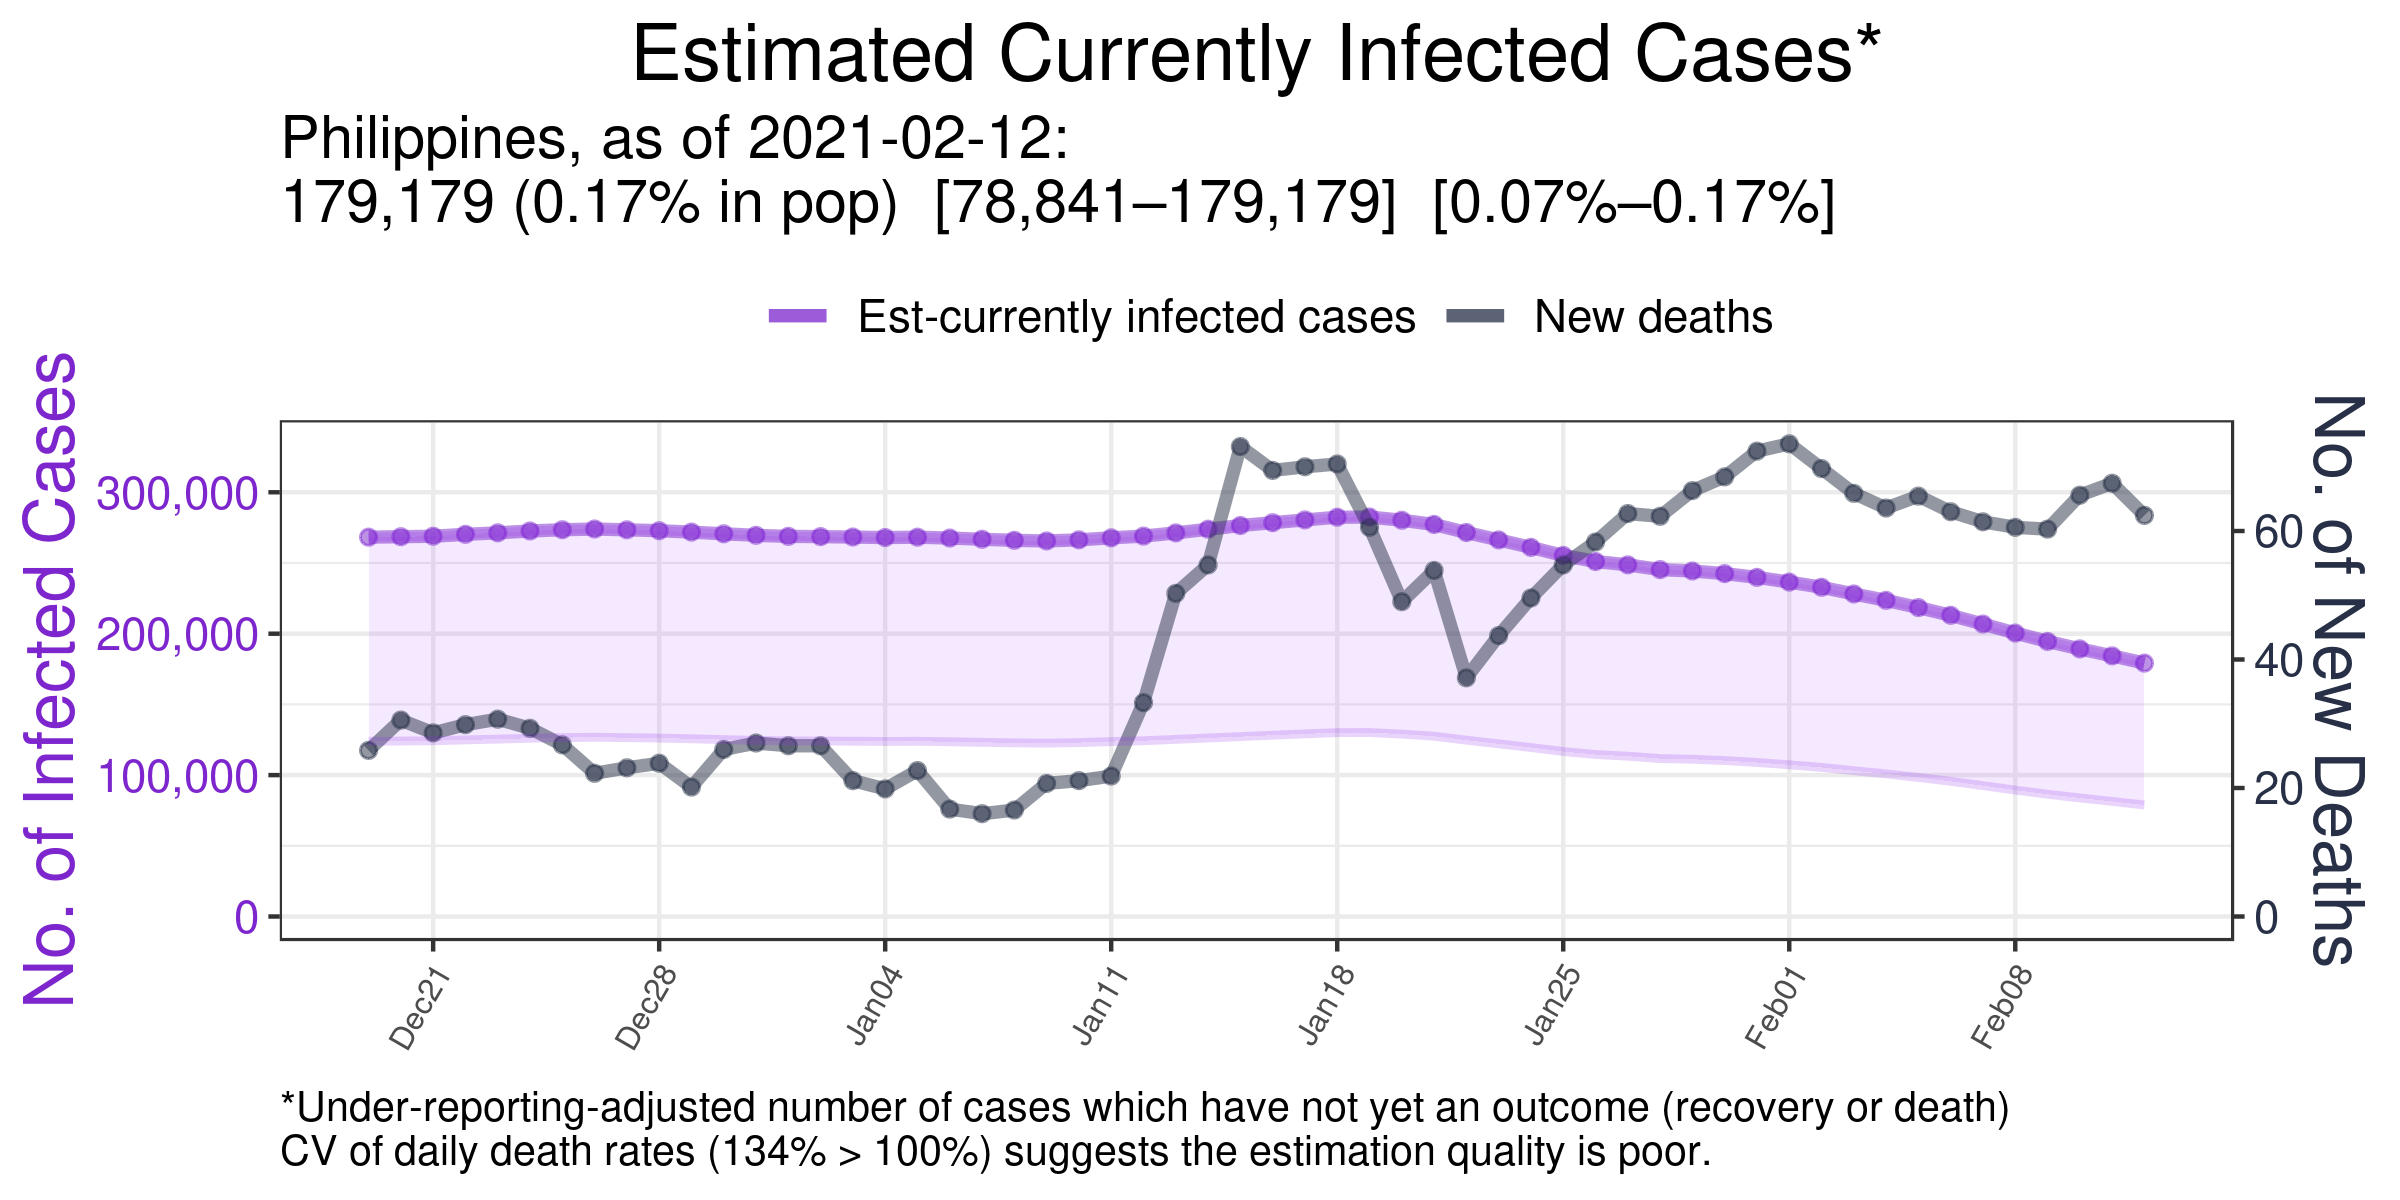 Estimated Currently Infected Cases*
Philippines, as of 2021-02-12:
179,179 (0.17% in pop)  [78,841–179,179]  [0.07%–0.17%]
Est-currently infected cases
New deaths
No. of Infected Cases
300,000
200,000
100,000
0
No. of New Deaths
60
40
20
0
Dec21
Dec28
Jan04
Jan11
Jan18
Jan25
Feb01
Feb08
*Under-reporting-adjusted number of cases which have not yet an outcome (recovery or death)
CV of daily death rates (134% > 100%) suggests the estimation quality is poor.